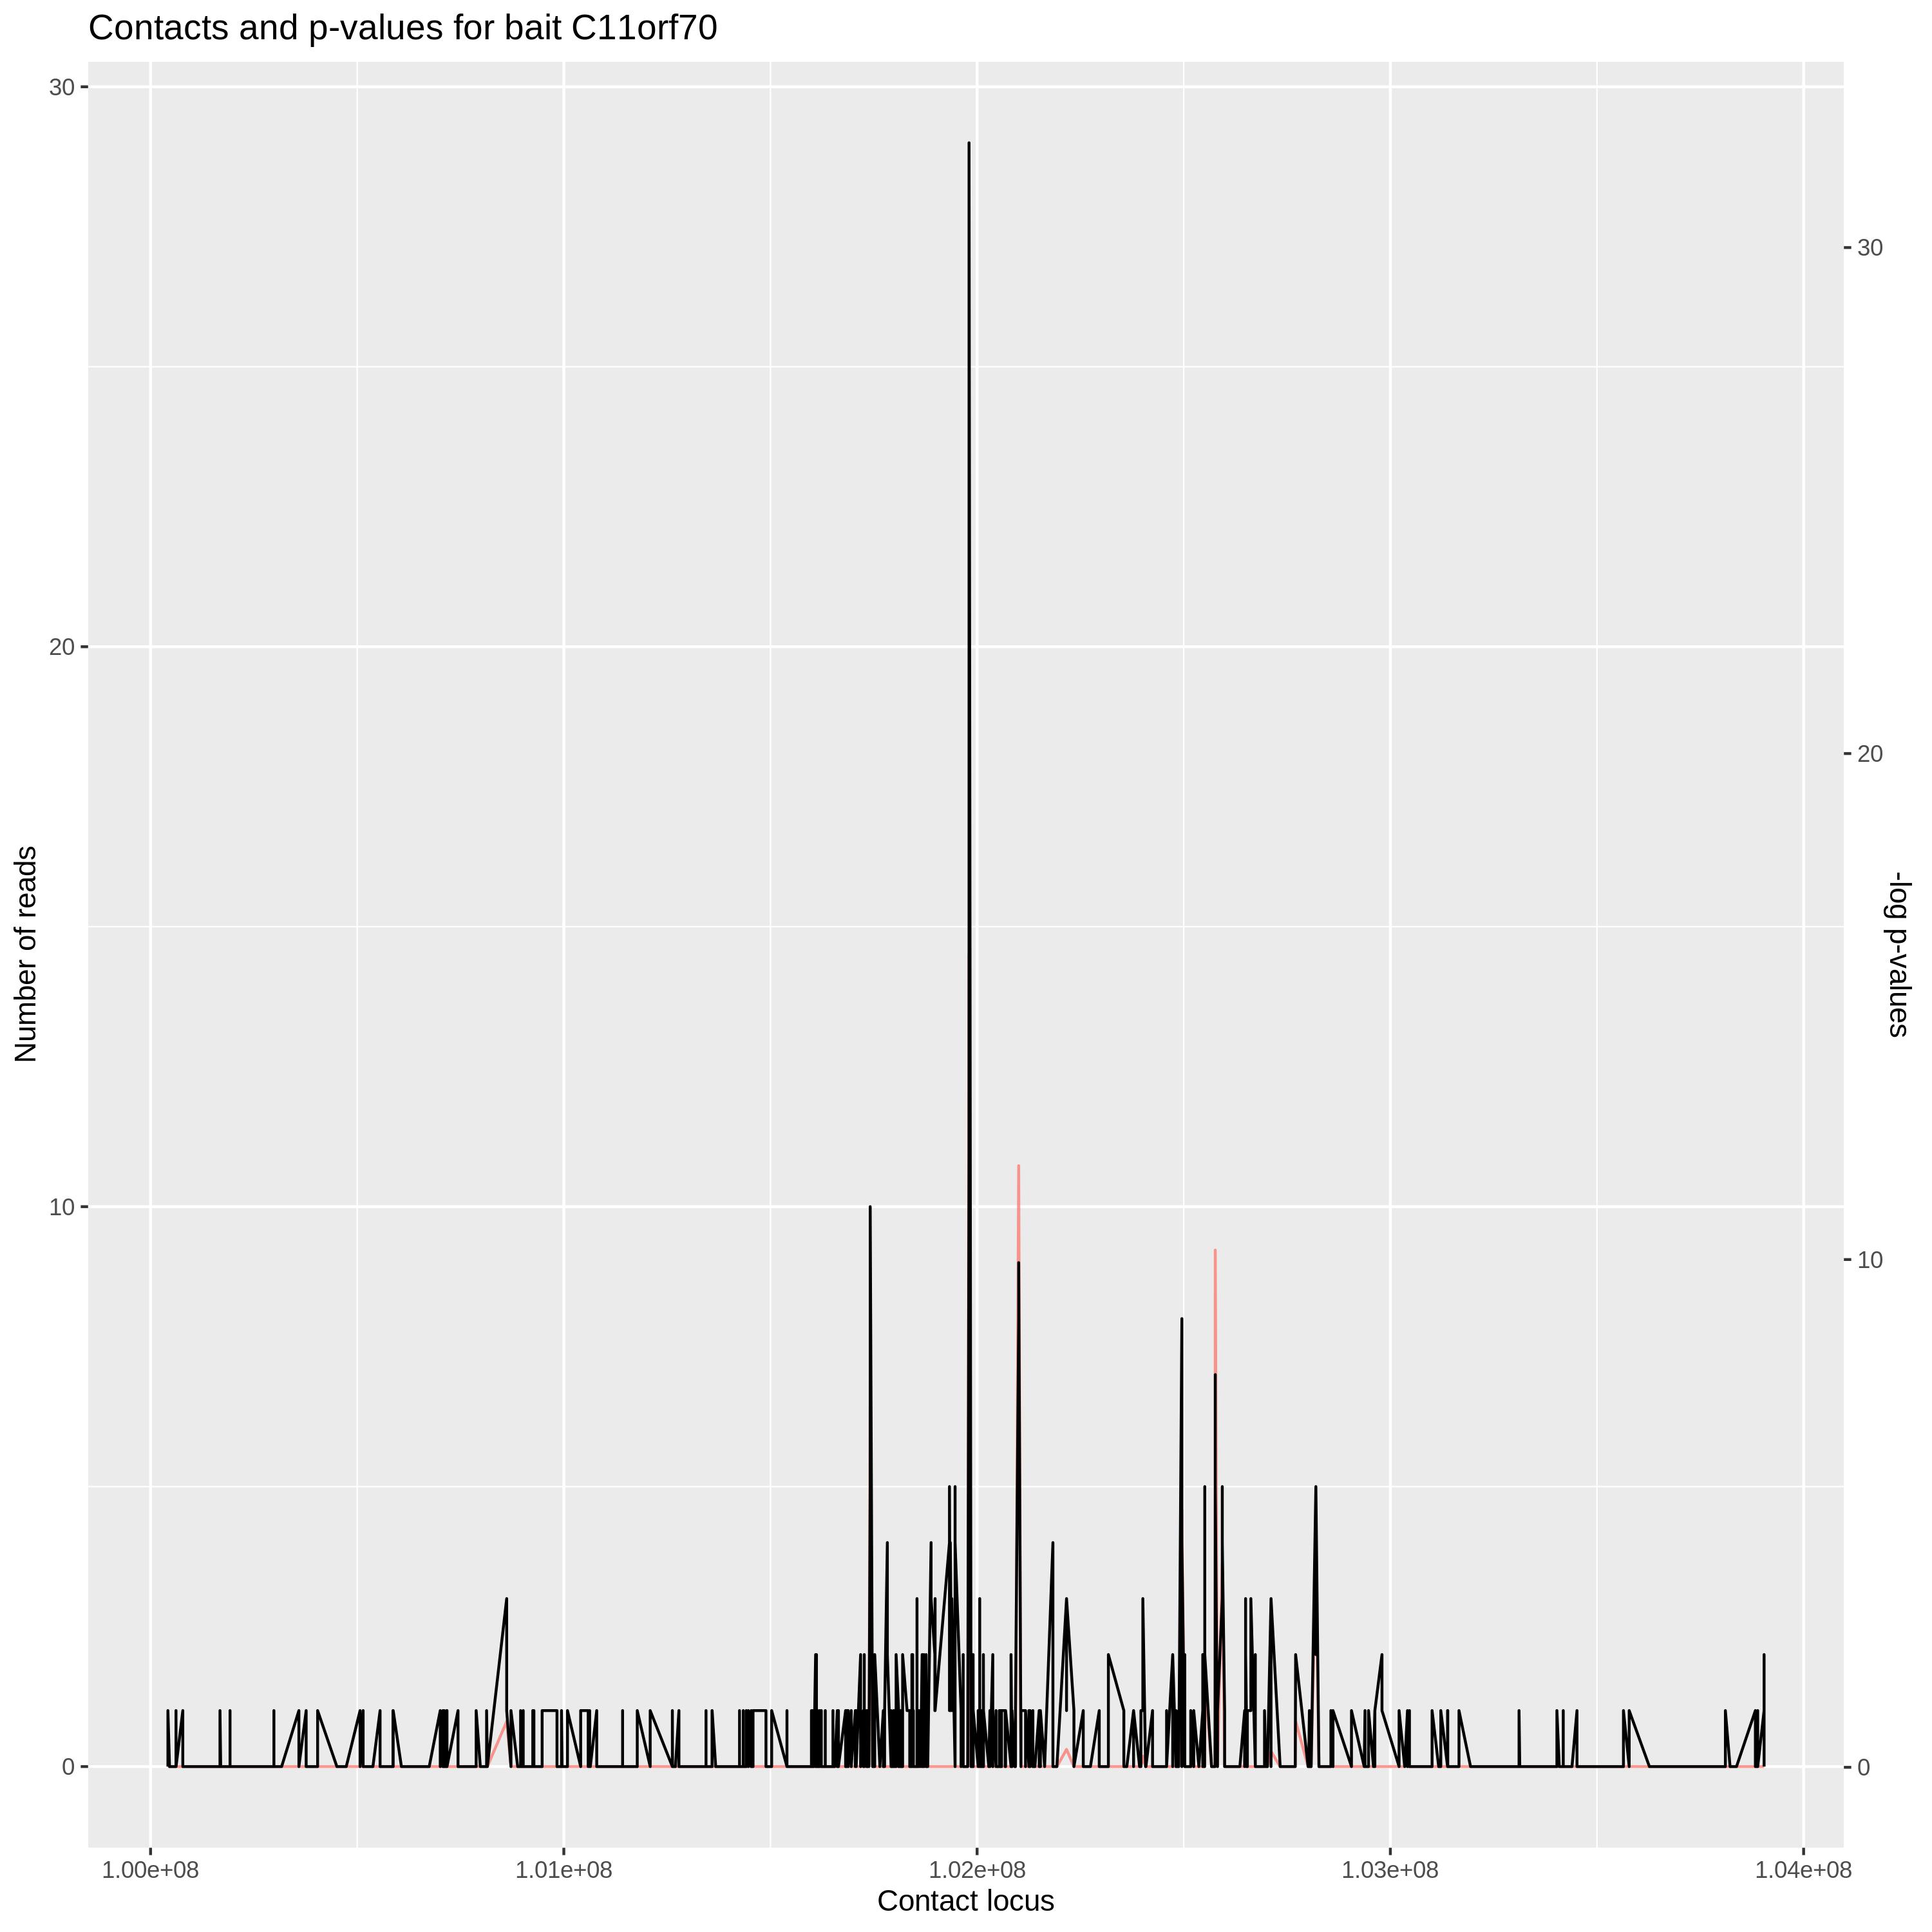 Contacts and p-values for bait C11orf70
30
20
10
0
Number of reads
30
20
10
0
-log p-values
1.00e+08 1.01e+08 1.02e+08 1.03e+08 1.04e+08
Contact locus